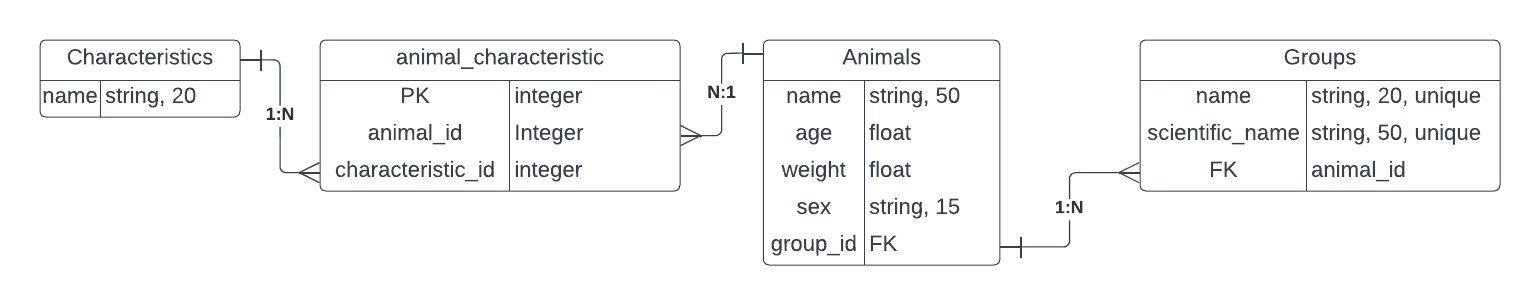 Characteristics
name string, 20
1:N
animal_characteristic
PK integer
animal_id Integer
characteristic_id integer
N:1
Animals
name string, 50
age float
weight float
sex string, 15
group_id FK
1:N
Groups
name string, 20, unique
scientific_name string, 50, unique
FK animal_id